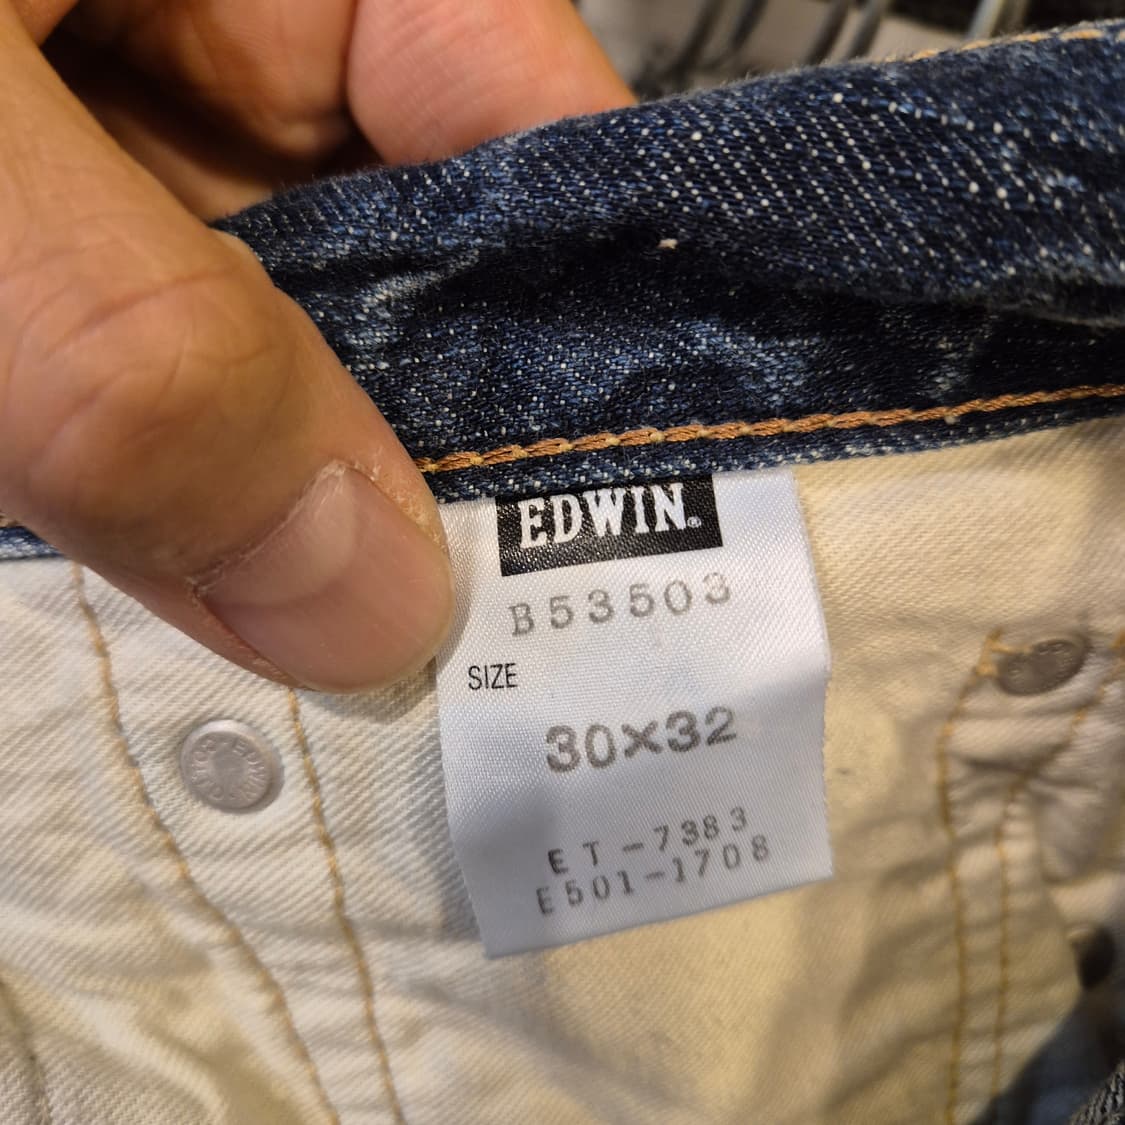 EDWIN®
B53503
SIZE
30×32
ET-7383
E501-1708